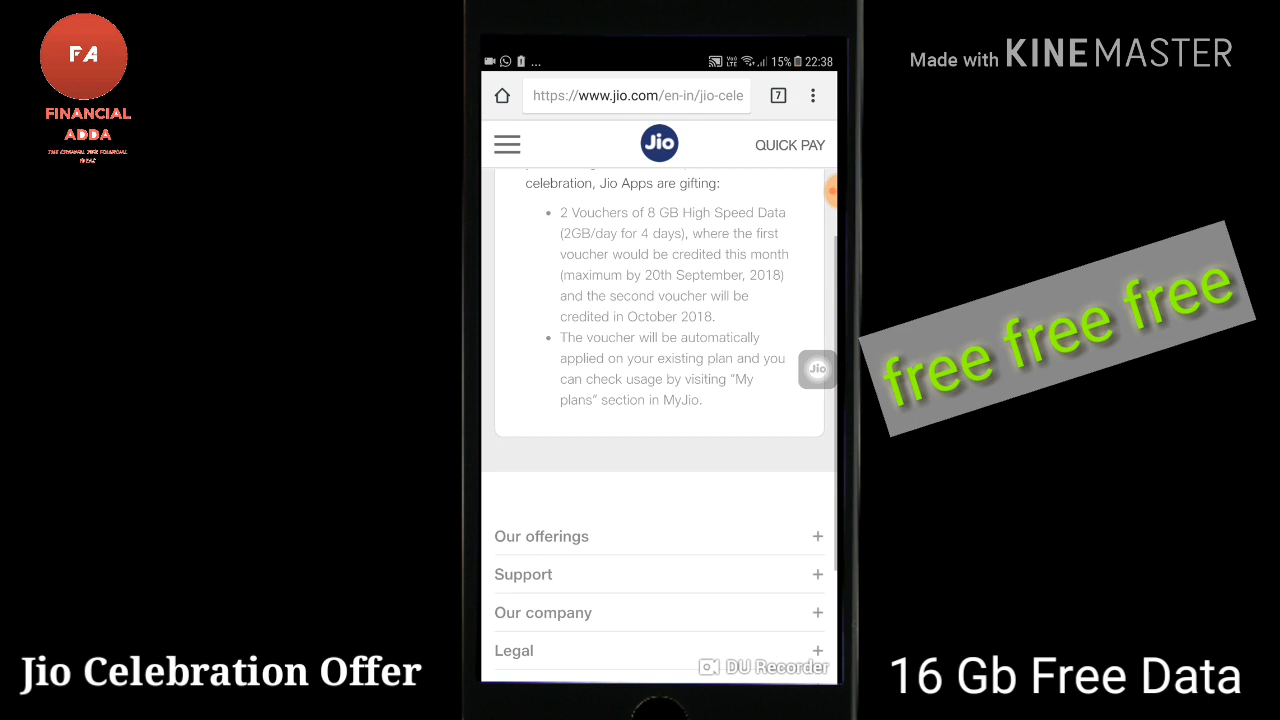 FA
FINANCIAL
ADDA
Made with KINEMASTER
... 15% 22:38
https://www.jio.com/en-in/jio-cele 7
Jio
QUICK PAY
celebration, Jio Apps are gifting:
• 2 Vouchers of 8 GB High Speed Data
(2GB/day for 4 days), where the first
voucher would be credited this month
(maximum by 20th September, 2018)
and the second voucher will be
credited in October 2018.
• The voucher will be automatically
applied on your existing plan and you
can check usage by visiting “My
plans” section in MyJio.
Jio
free free free
Our offerings +
Support +
Our company +
Legal +
DU Recorder
Jio Celebration Offer
16 Gb Free Data